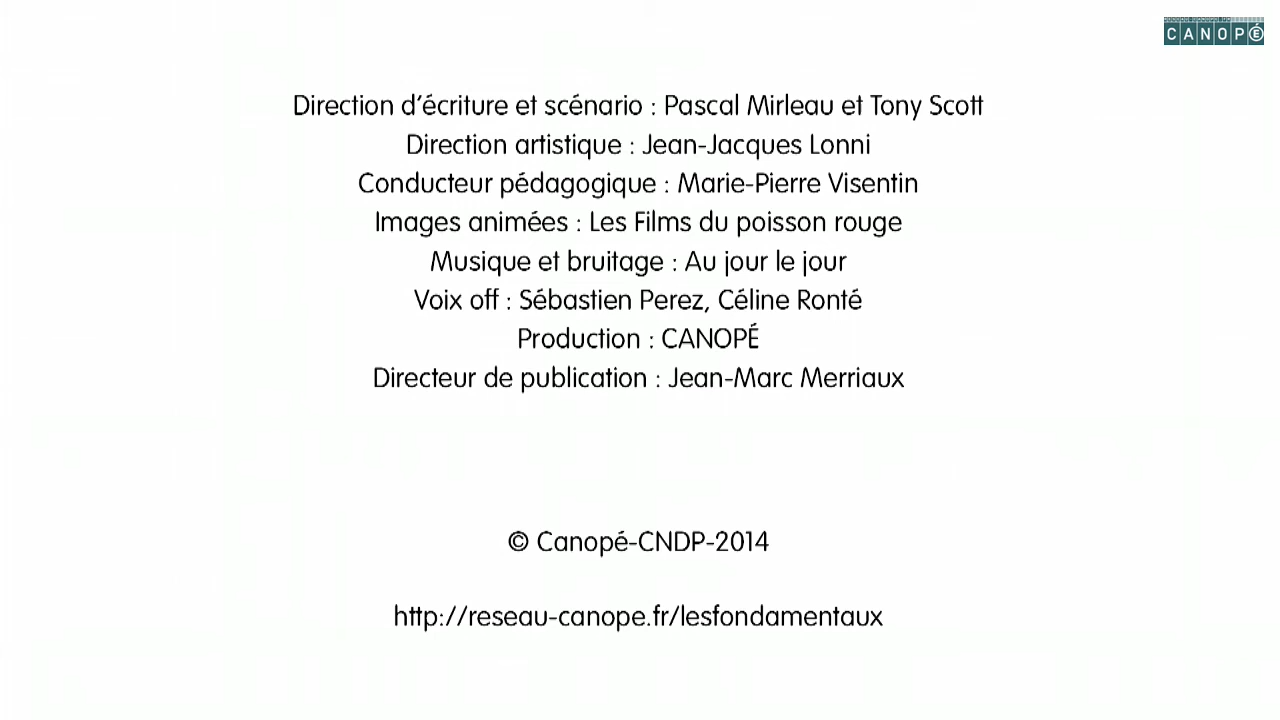 CANOPÉ
Direction d'écriture et scénario : Pascal Mirleau et Tony Scott
Direction artistique : Jean-Jacques Lonni
Conducteur pédagogique : Marie-Pierre Visentin
Images animées : Les Films du poisson rouge
Musique et bruitage : Au jour le jour
Voix off : Sébastien Perez, Céline Ronté
Production : CANOPÉ
Directeur de publication : Jean-Marc Merriaux
© Canopé-CNDP-2014
http://reseau-canope.fr/lesfondamentaux